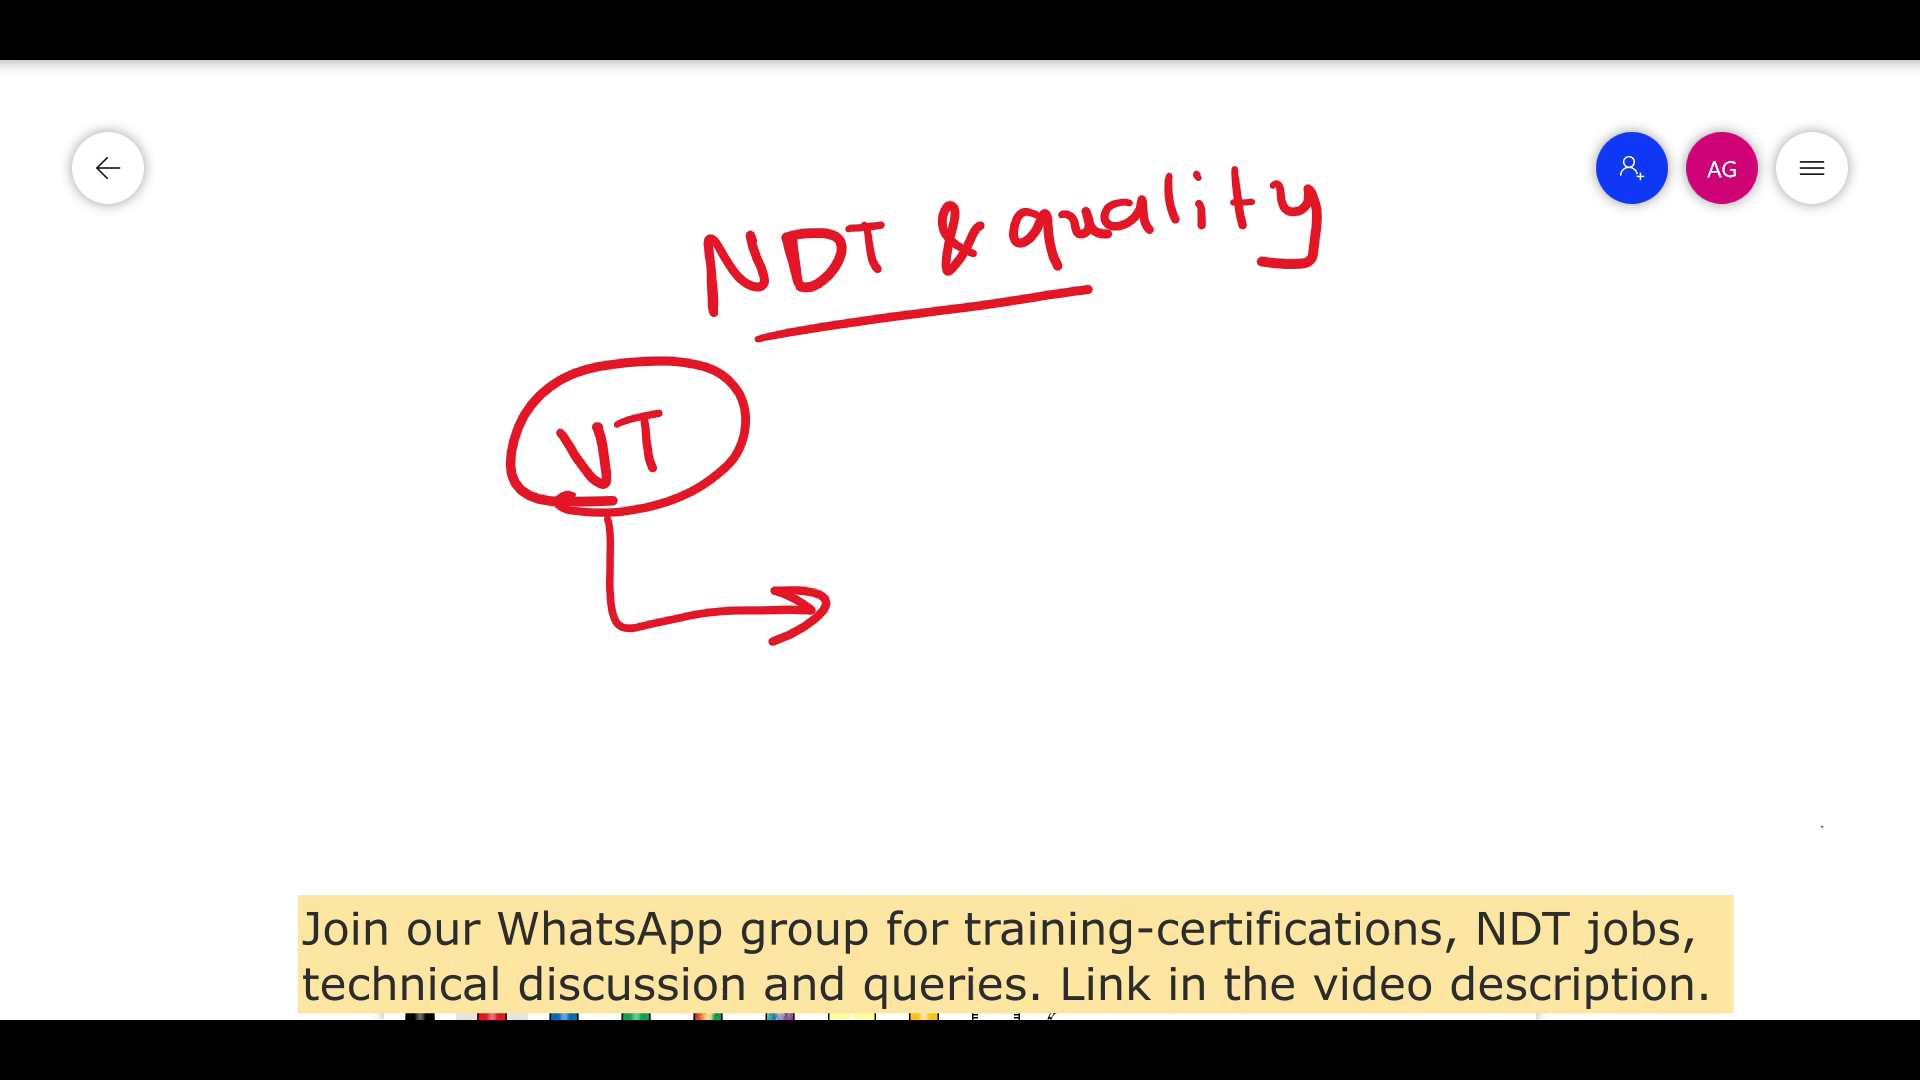 AG
NDT & quality
VT
Join our WhatsApp group for training-certifications, NDT jobs,
technical discussion and queries. Link in the video description.